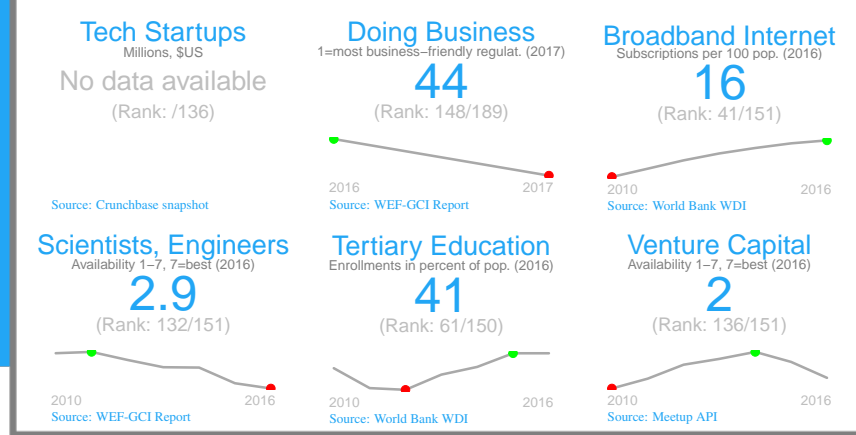 Tech Startups
Millions, $US
No data available
(Rank: /136)
Source: Crunchbase snapshot
Doing Business
1=most business−friendly regulat. (2017)
44
(Rank: 148/189)
2016 2017
Source: WEF-GCI Report
Broadband Internet
Subscriptions per 100 pop. (2016)
16
(Rank: 41/151)
2010 2016
Source: World Bank WDI
Scientists, Engineers
Availability 1−7, 7=best (2016)
2.9
(Rank: 132/151)
2010 2016
Source: WEF-GCI Report
Tertiary Education
Enrollments in percent of pop. (2016)
41
(Rank: 61/150)
2010 2016
Source: World Bank WDI
Venture Capital
Availability 1−7, 7=best (2016)
2
(Rank: 136/151)
2010 2016
Source: Meetup API